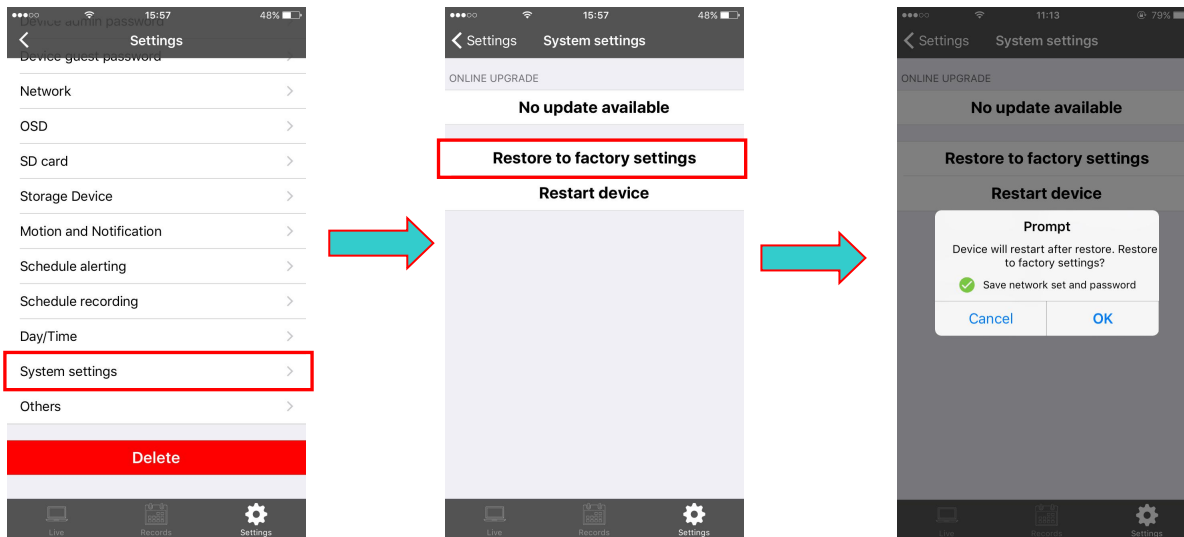 15:57
48%
Device admin password
Settings
Device guest password
Network
OSD
SD card
Storage Device
Motion and Notification
Schedule alerting
Schedule recording
Day/Time
System settings
Others
Delete
Live
Records
Settings
15:57
48%
Settings
System settings
ONLINE UPGRADE
No update available
Restore to factory settings
Restart device
Live
Records
Settings
11:13
79%
Settings
System settings
ONLINE UPGRADE
No update available
Restore to factory settings
Restart device
Prompt
Device will restart after restore. Restore
to factory settings?
Save network set and password
Cancel
OK
Live
Records
Settings